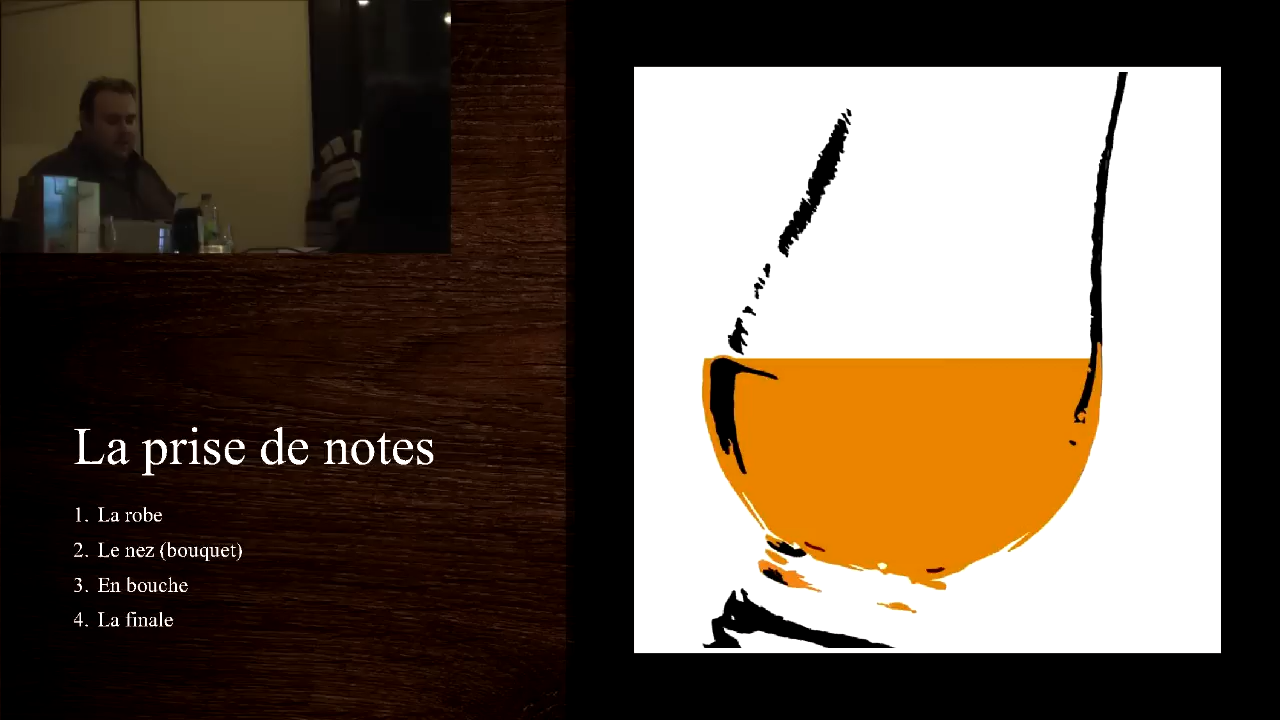 La prise de notes
1. La robe
2. Le nez (bouquet)
3. En bouche
4. La finale